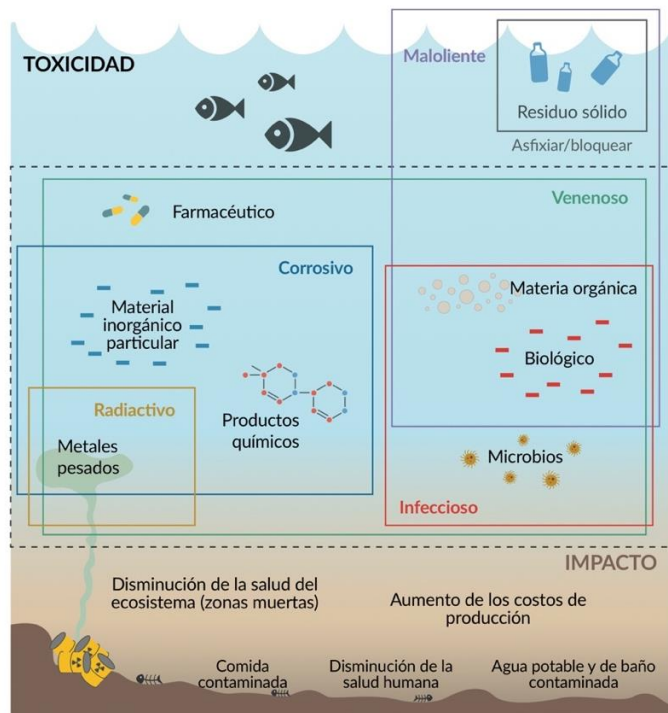 TOXICIDAD
Maloliente
Residuo sólido
Asfixiar/bloquear
Venenoso
Farmacéutico
Corrosivo
Material
inorgánico
particular
Materia orgánica
Biológico
Radiactivo
Productos
químicos
Metales
pesados
Microbios
Infeccioso
IMPACTO
Disminución de la salud del
ecosistema (zonas muertas)
Aumento de los costos de
producción
Comida
contaminada
Disminución de la
salud humana
Agua potable y de baño
contaminada